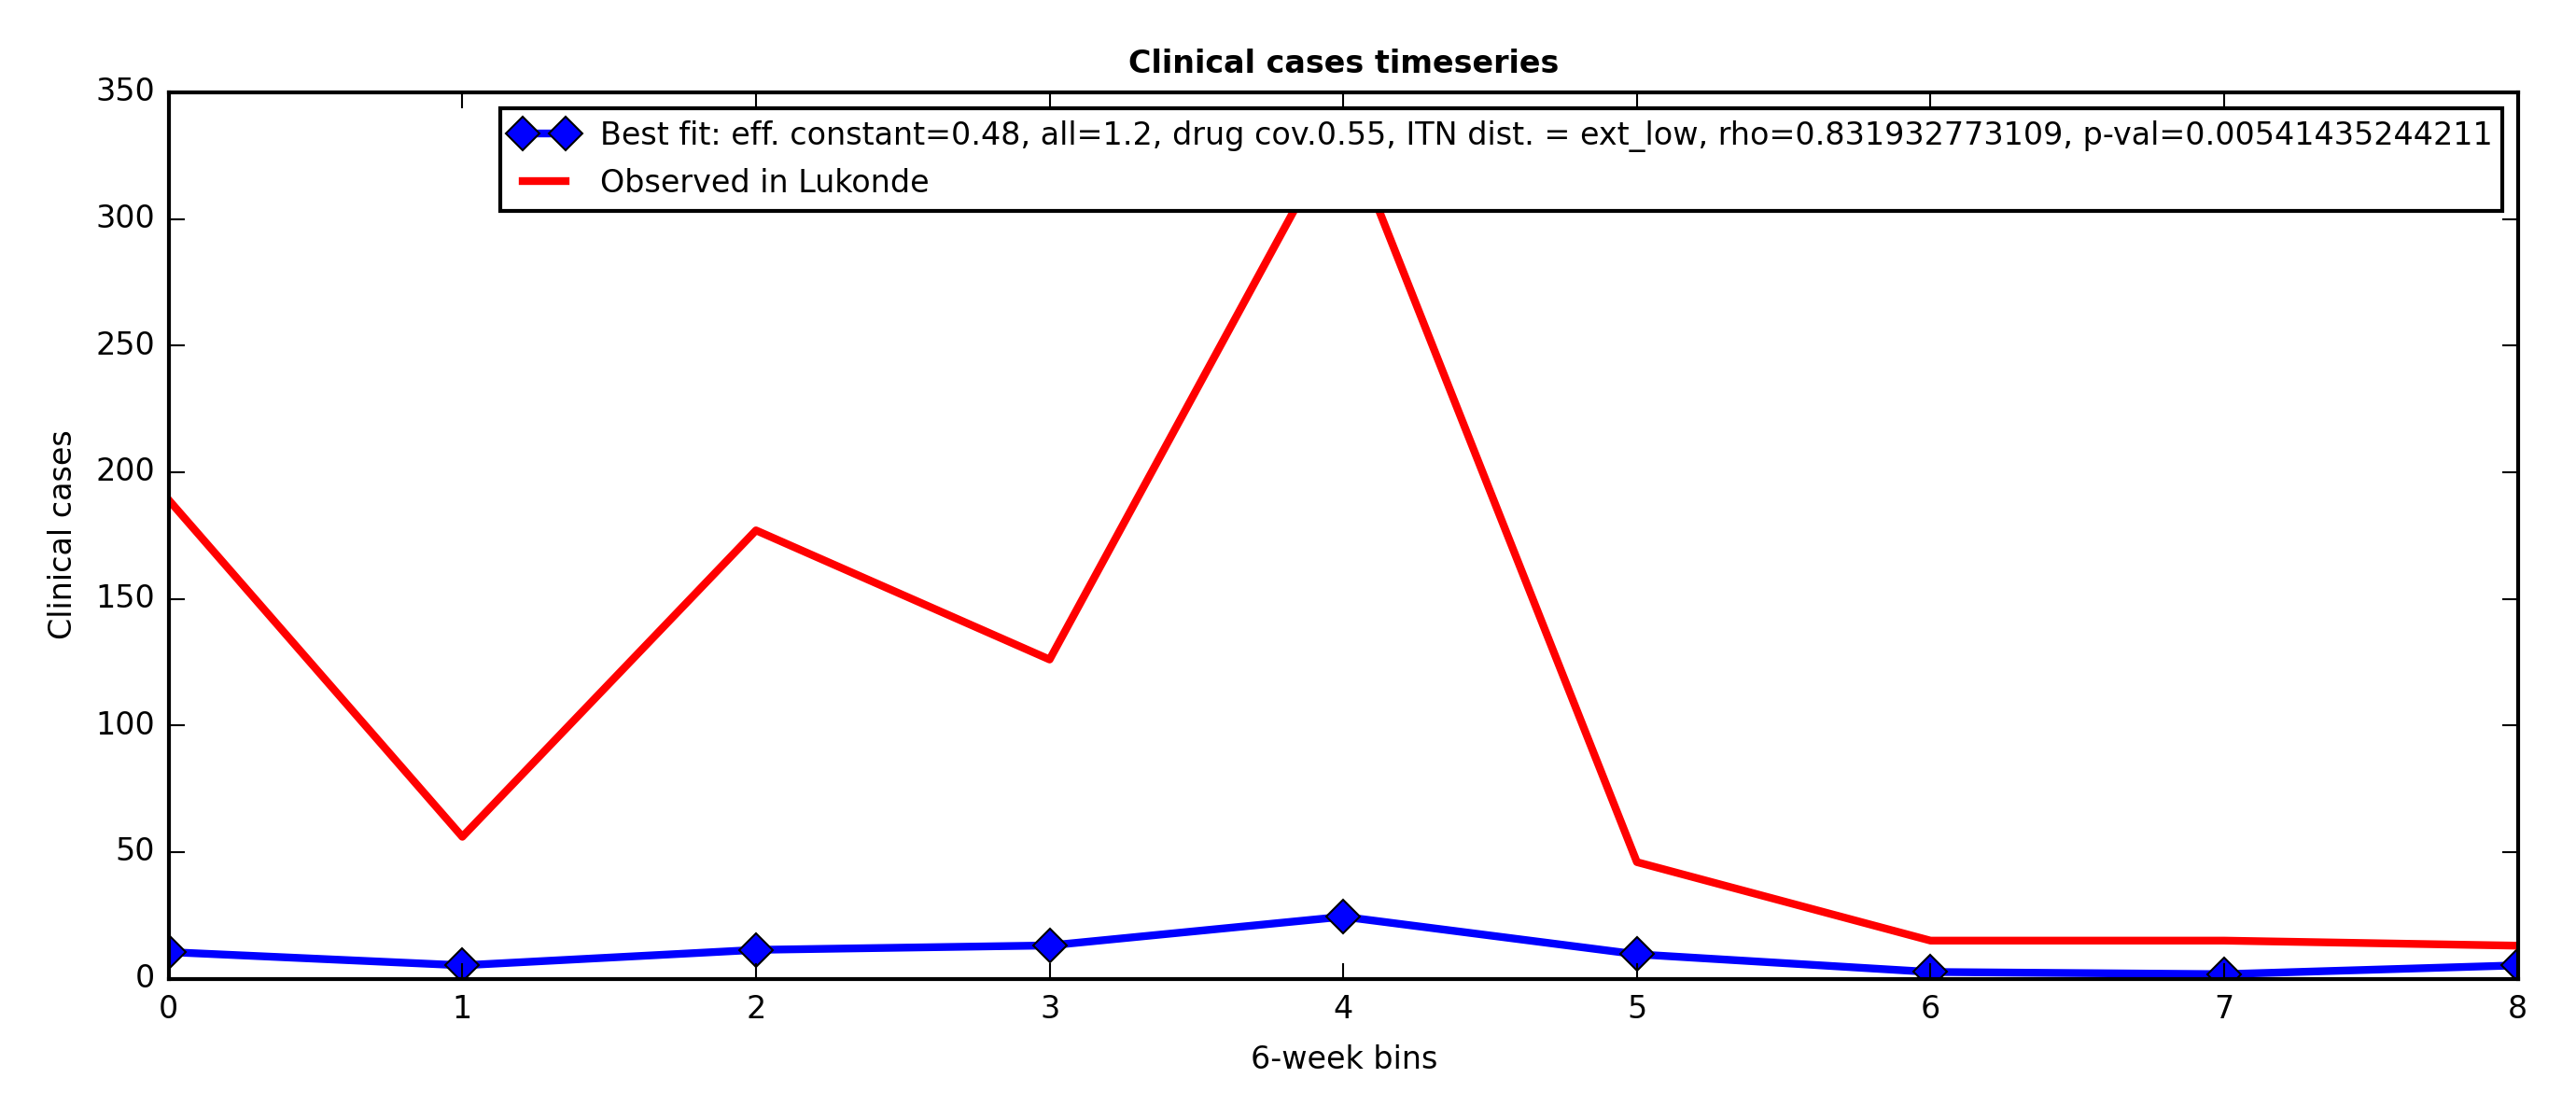 Clinical cases timeseries
350
300
250
200
150
100
50
0
Clinical cases
Best fit: eff. constant=0.48, all=1.2, drug cov.0.55, ITN dist. = ext_low, rho=0.831932773109, p-val=0.00541435244211
Observed in Lukonde
0 1 2 3 4 5 6 7 8
6-week bins